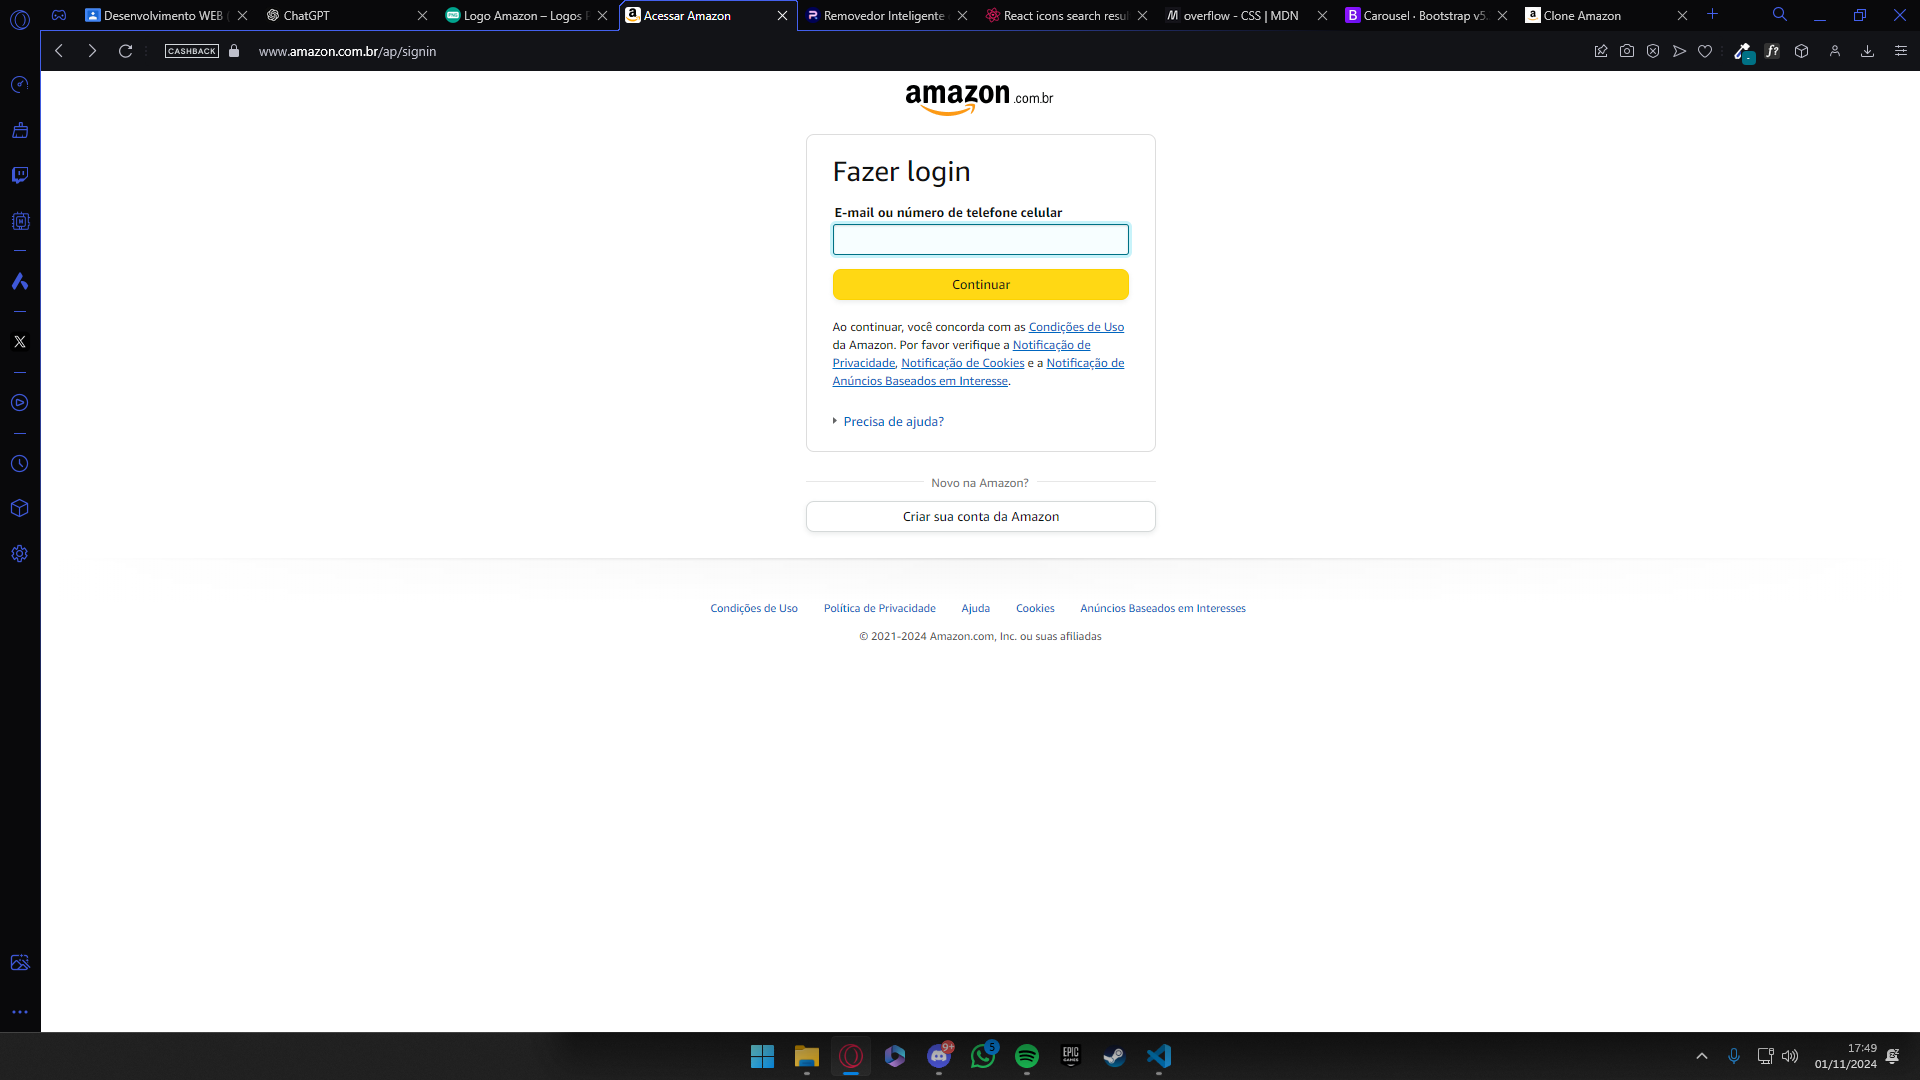 Desenvolvimento WEB (
ChatGPT
Logo Amazon – Logos P
Acessar Amazon
Removedor Inteligente d
React icons search resul
overflow - CSS | MDN
Carousel · Bootstrap v5.
Clone Amazon
CASHBACK
www.amazon.com.br/ap/signin
amazon.com.br
Fazer login
E-mail ou número de telefone celular
Continuar
Ao continuar, você concorda com as Condições de Uso
da Amazon. Por favor verifique a Notificação de
Privacidade, Notificação de Cookies e a Notificação de
Anúncios Baseados em Interesse.
Precisa de ajuda?
Novo na Amazon?
Criar sua conta da Amazon
Condições de Uso
Política de Privacidade
Ajuda
Cookies
Anúncios Baseados em Interesses
© 2021-2024 Amazon.com, Inc. ou suas afiliadas
9+
5
EPIC
GAMES
17:49
01/11/2024